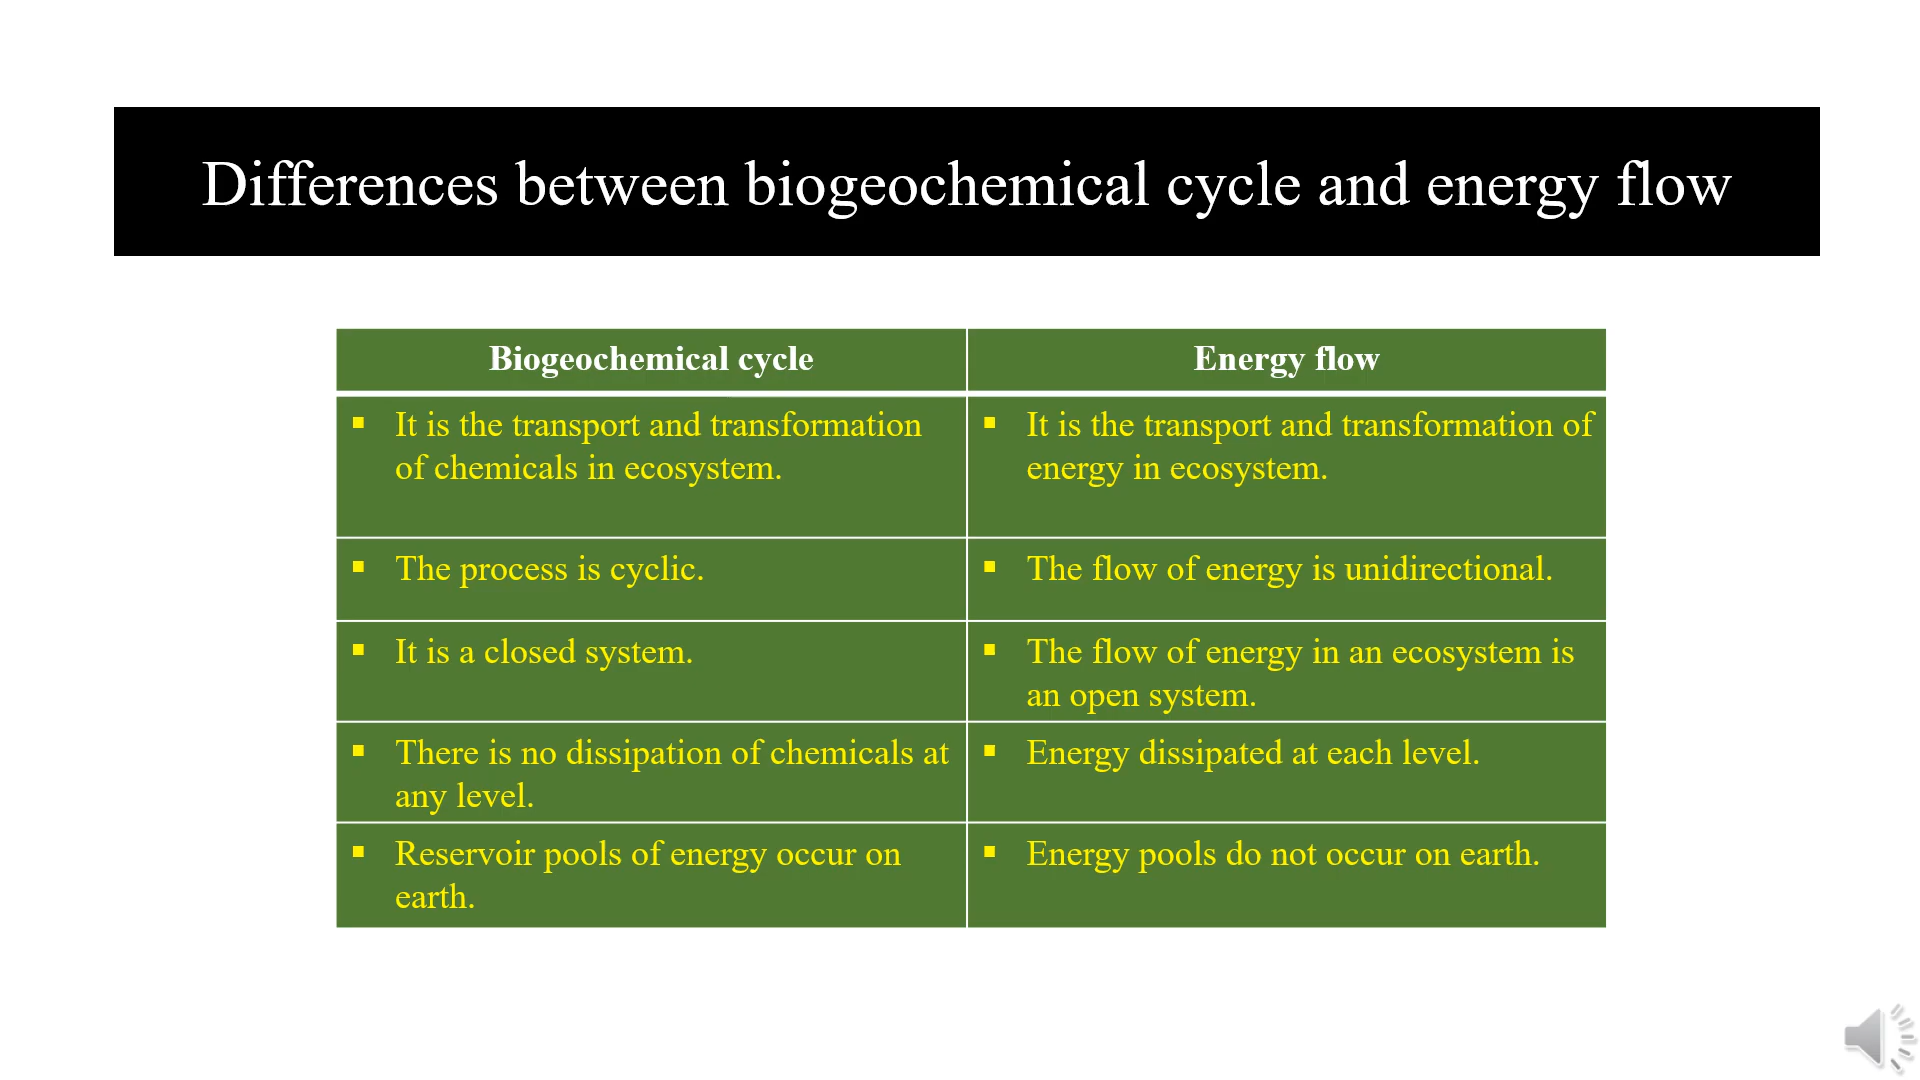 Differences between biogeochemical cycle and energy flow
Biogeochemical cycle
Energy flow
▪ It is the transport and transformation
of chemicals in ecosystem.
▪ It is the transport and transformation of
energy in ecosystem.
▪ The process is cyclic.
▪ The flow of energy is unidirectional.
▪ It is a closed system.
▪ The flow of energy in an ecosystem is
an open system.
▪ There is no dissipation of chemicals at
any level.
▪ Energy dissipated at each level.
▪ Reservoir pools of energy occur on
earth.
▪ Energy pools do not occur on earth.